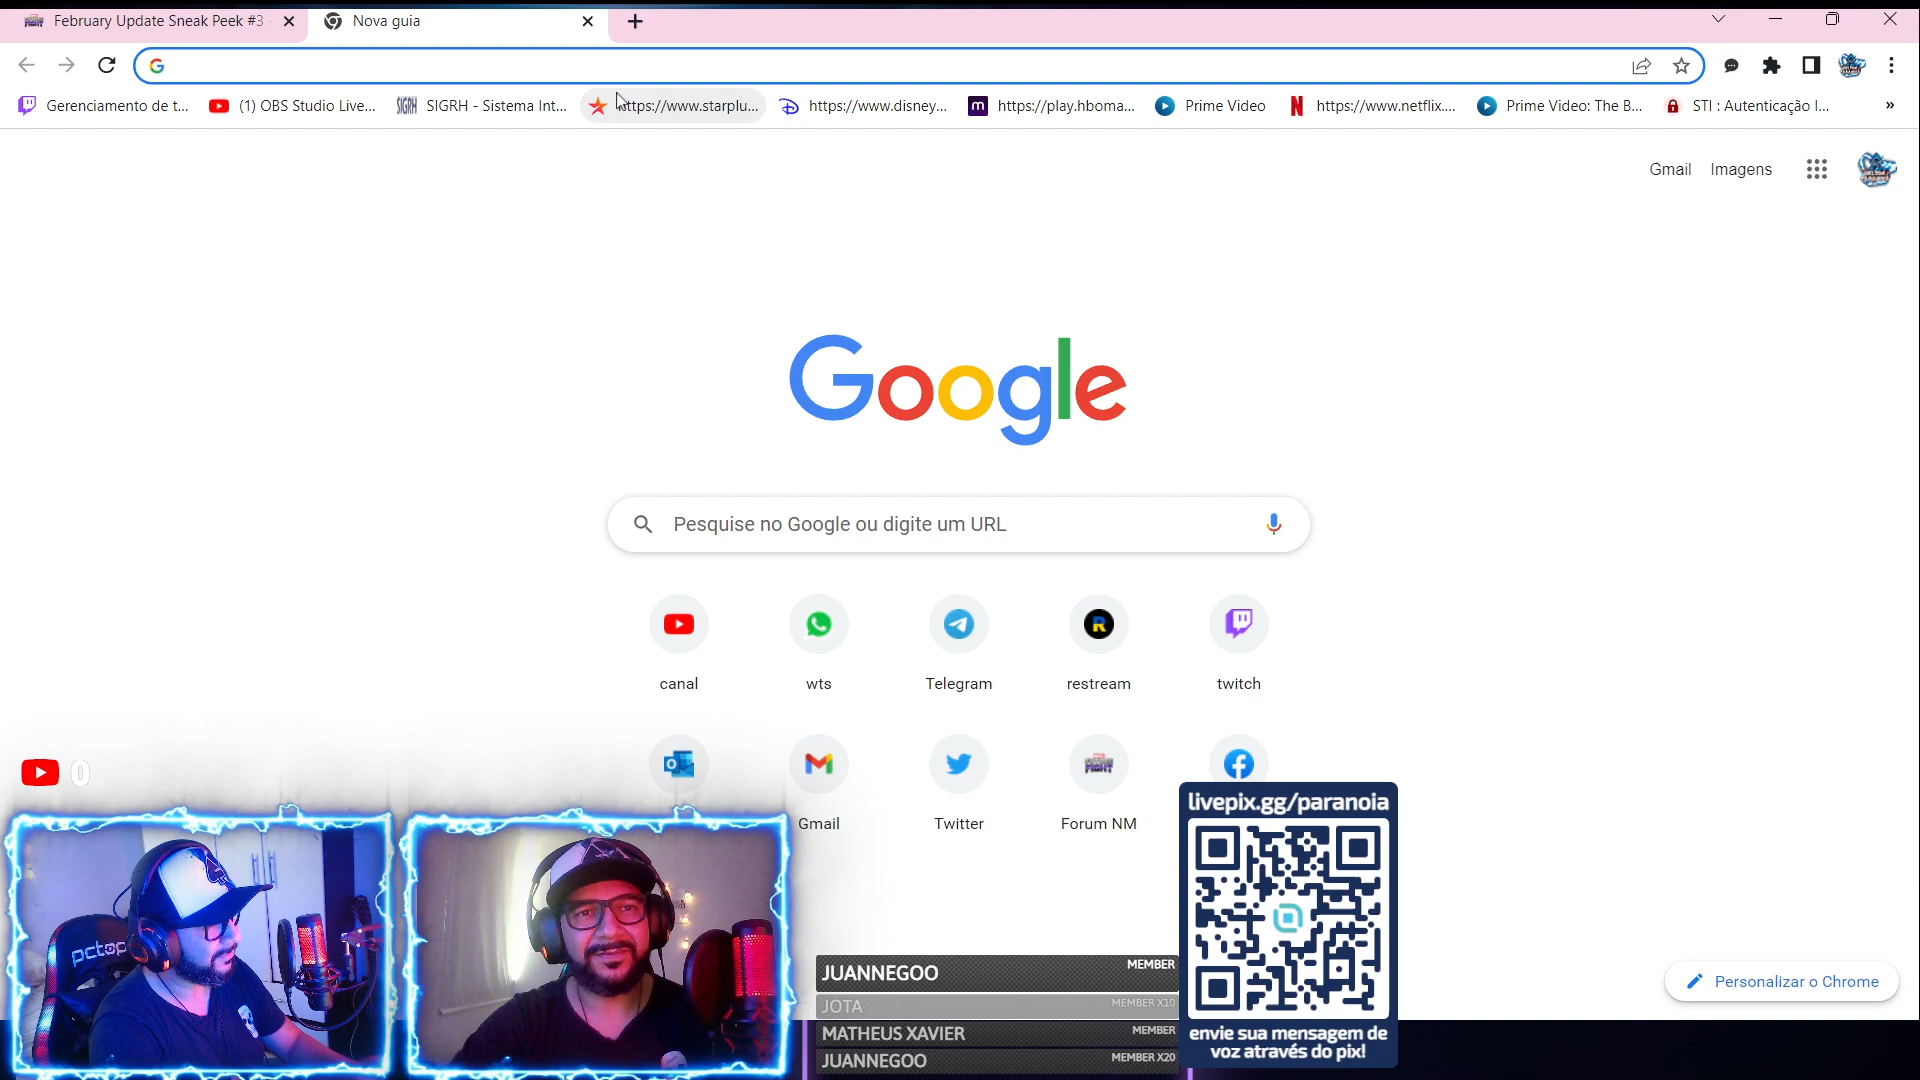 February Update Sneak Peek #3
Nova guia
Gerenciamento de t...
(1) OBS Studio Live...
SIGRH
SIGRH - Sistema Int...
https://www.starplu...
https://www.disney...
m
https://play.hboma...
Prime Video
N
https://www.netflix....
Prime Video: The B...
STI : Autenticação I...
»
Gmail
Imagens
Google
Pesquise no Google ou digite um URL
canal
wts
Telegram
R
restream
twitch
Gmail
Twitter
Forum NM
0
livepix.gg/paranoia
pctop
JUANNEGOO
MEMBER
JOTA
MEMBER X10
MATHEUS XAVIER
MEMBER
JUANNEGOO
MEMBER X20
envie sua mensagem de
voz através do pix!
Personalizar o Chrome